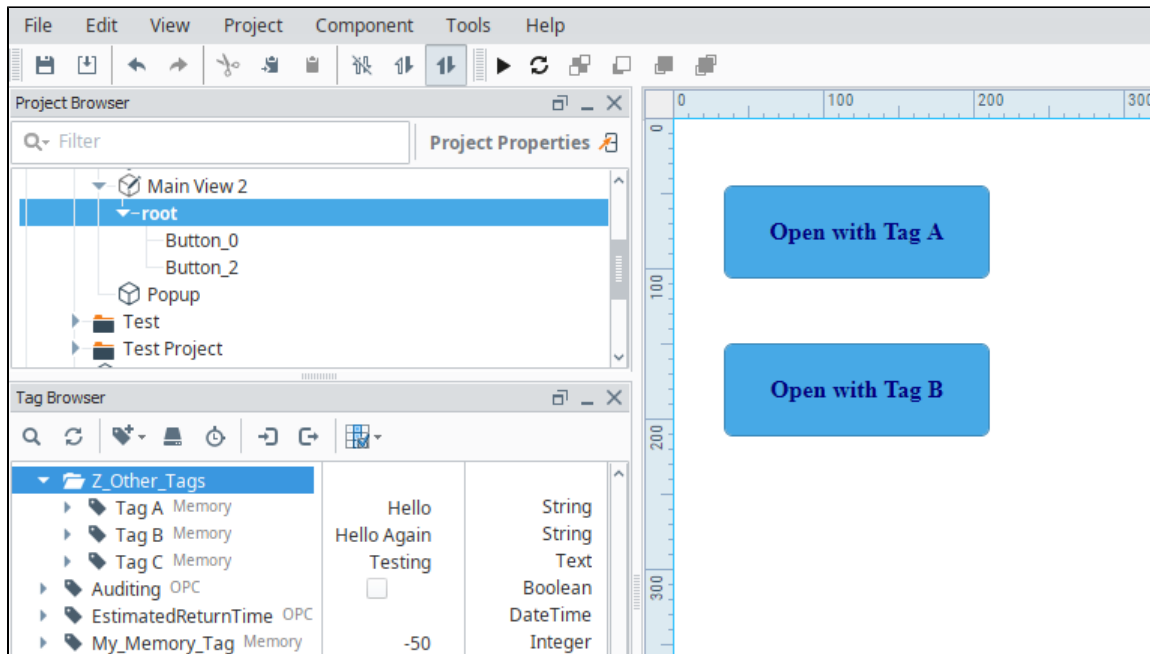 File Edit View Project Component Tools Help
Project Browser
Filter
Project Properties
Main View 2
root
Button_0
Button_2
Popup
Test
Test Project
Tag Browser
Z_Other_Tags
Tag A Memory Hello String
Tag B Memory Hello Again String
Tag C Memory Testing Text
Auditing OPC Boolean
EstimatedReturnTime OPC DateTime
My_Memory_Tag Memory -50 Integer
0 100 200 300
0
100
200
300
Open with Tag A
Open with Tag B